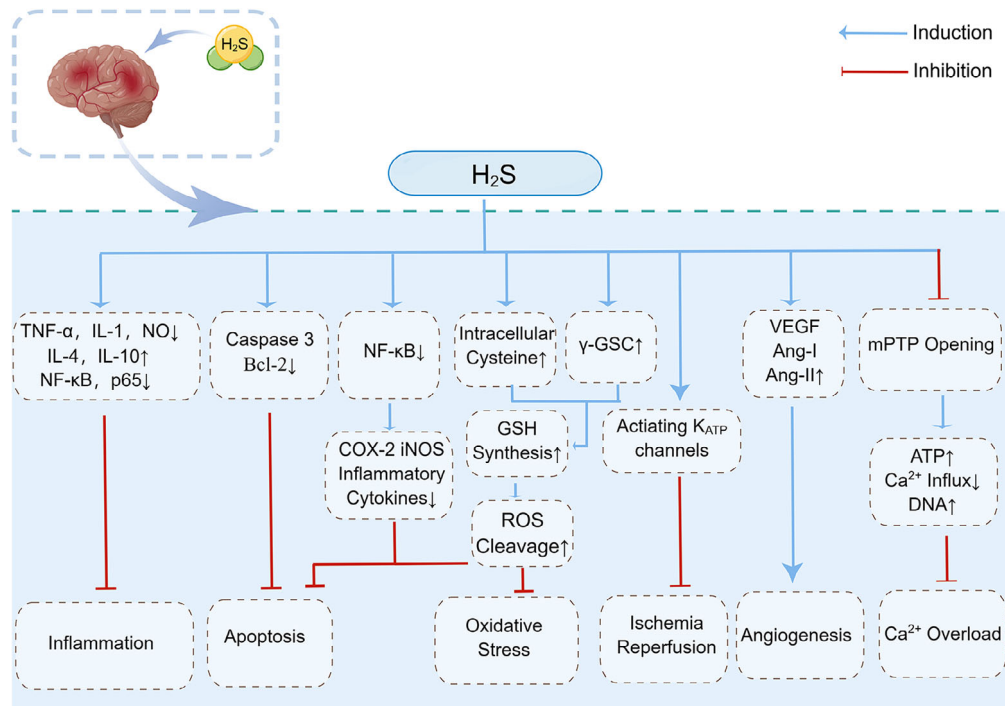 H₂S
Induction
Inhibition
H₂S
TNF-α, IL-1, NO↓
IL-4, IL-10↑
NF-κB, p65↓
Caspase 3
Bcl-2↓
NF-κB↓
Intracellular
Cysteine↑
γ-GSC↑
VEGF
Ang-I
Ang-II↑
mPTP Opening
COX-2 iNOS
Inflammatory
Cytokines↓
GSH
Synthesis↑
Actiating KATP
channels
ATP↑
Ca²⁺ Influx↓
DNA↑
ROS
Cleavage↑
Inflammation
Apoptosis
Oxidative
Stress
Ischemia
Reperfusion
Angiogenesis
Ca²⁺ Overload